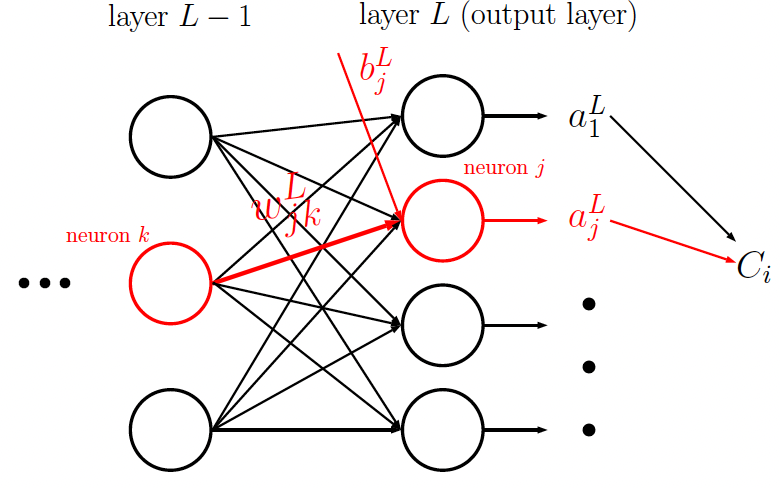 layer L − 1
layer L (output layer)
b_j^L
a_1^L
neuron j
w_{jk}^L
a_j^L
neuron k
C_i